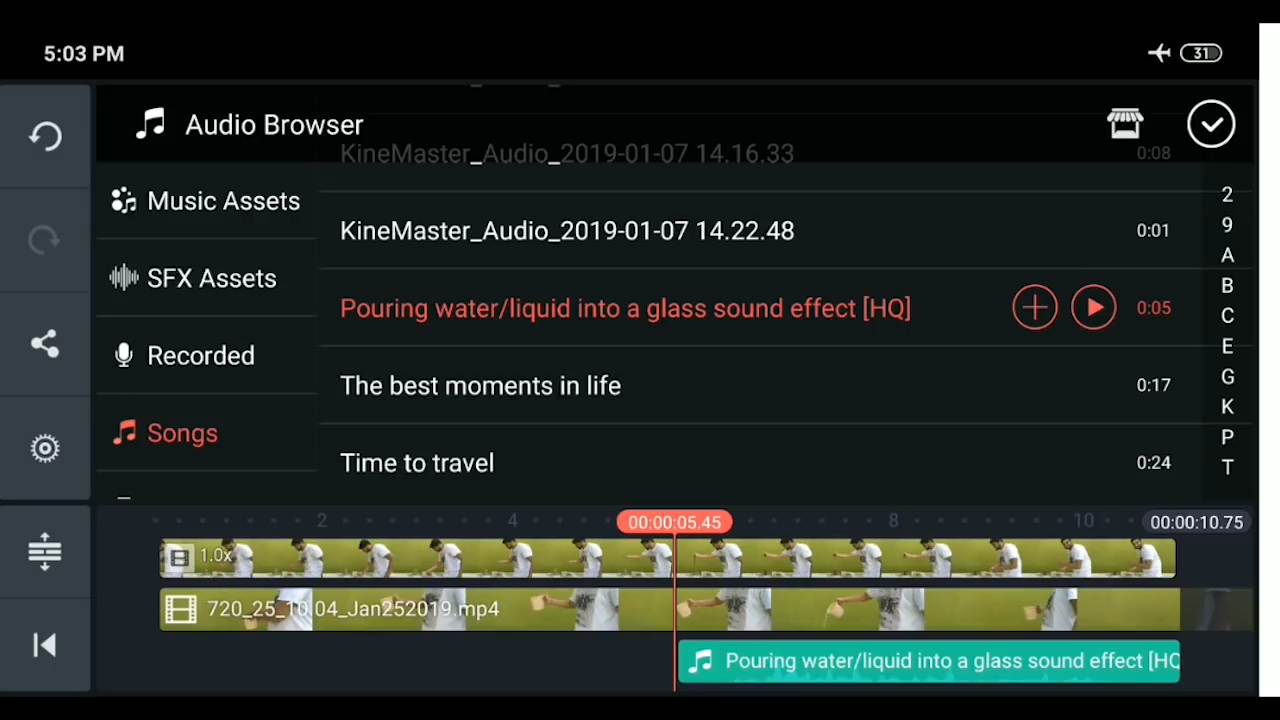 5:03 PM
31
Audio Browser
KineMaster_Audio_2019-01-07 14.16.33
0:08
Music Assets
KineMaster_Audio_2019-01-07 14.22.48
0:01
SFX Assets
Pouring water/liquid into a glass sound effect [HQ]
0:05
Recorded
The best moments in life
0:17
Songs
Time to travel
0:24
2
9
A
B
C
E
G
K
P
T
2
4
00:00:05.45
8
10
00:00:10.75
1.0x
720_25_10.04_Jan252019.mp4
Pouring water/liquid into a glass sound effect [HQ